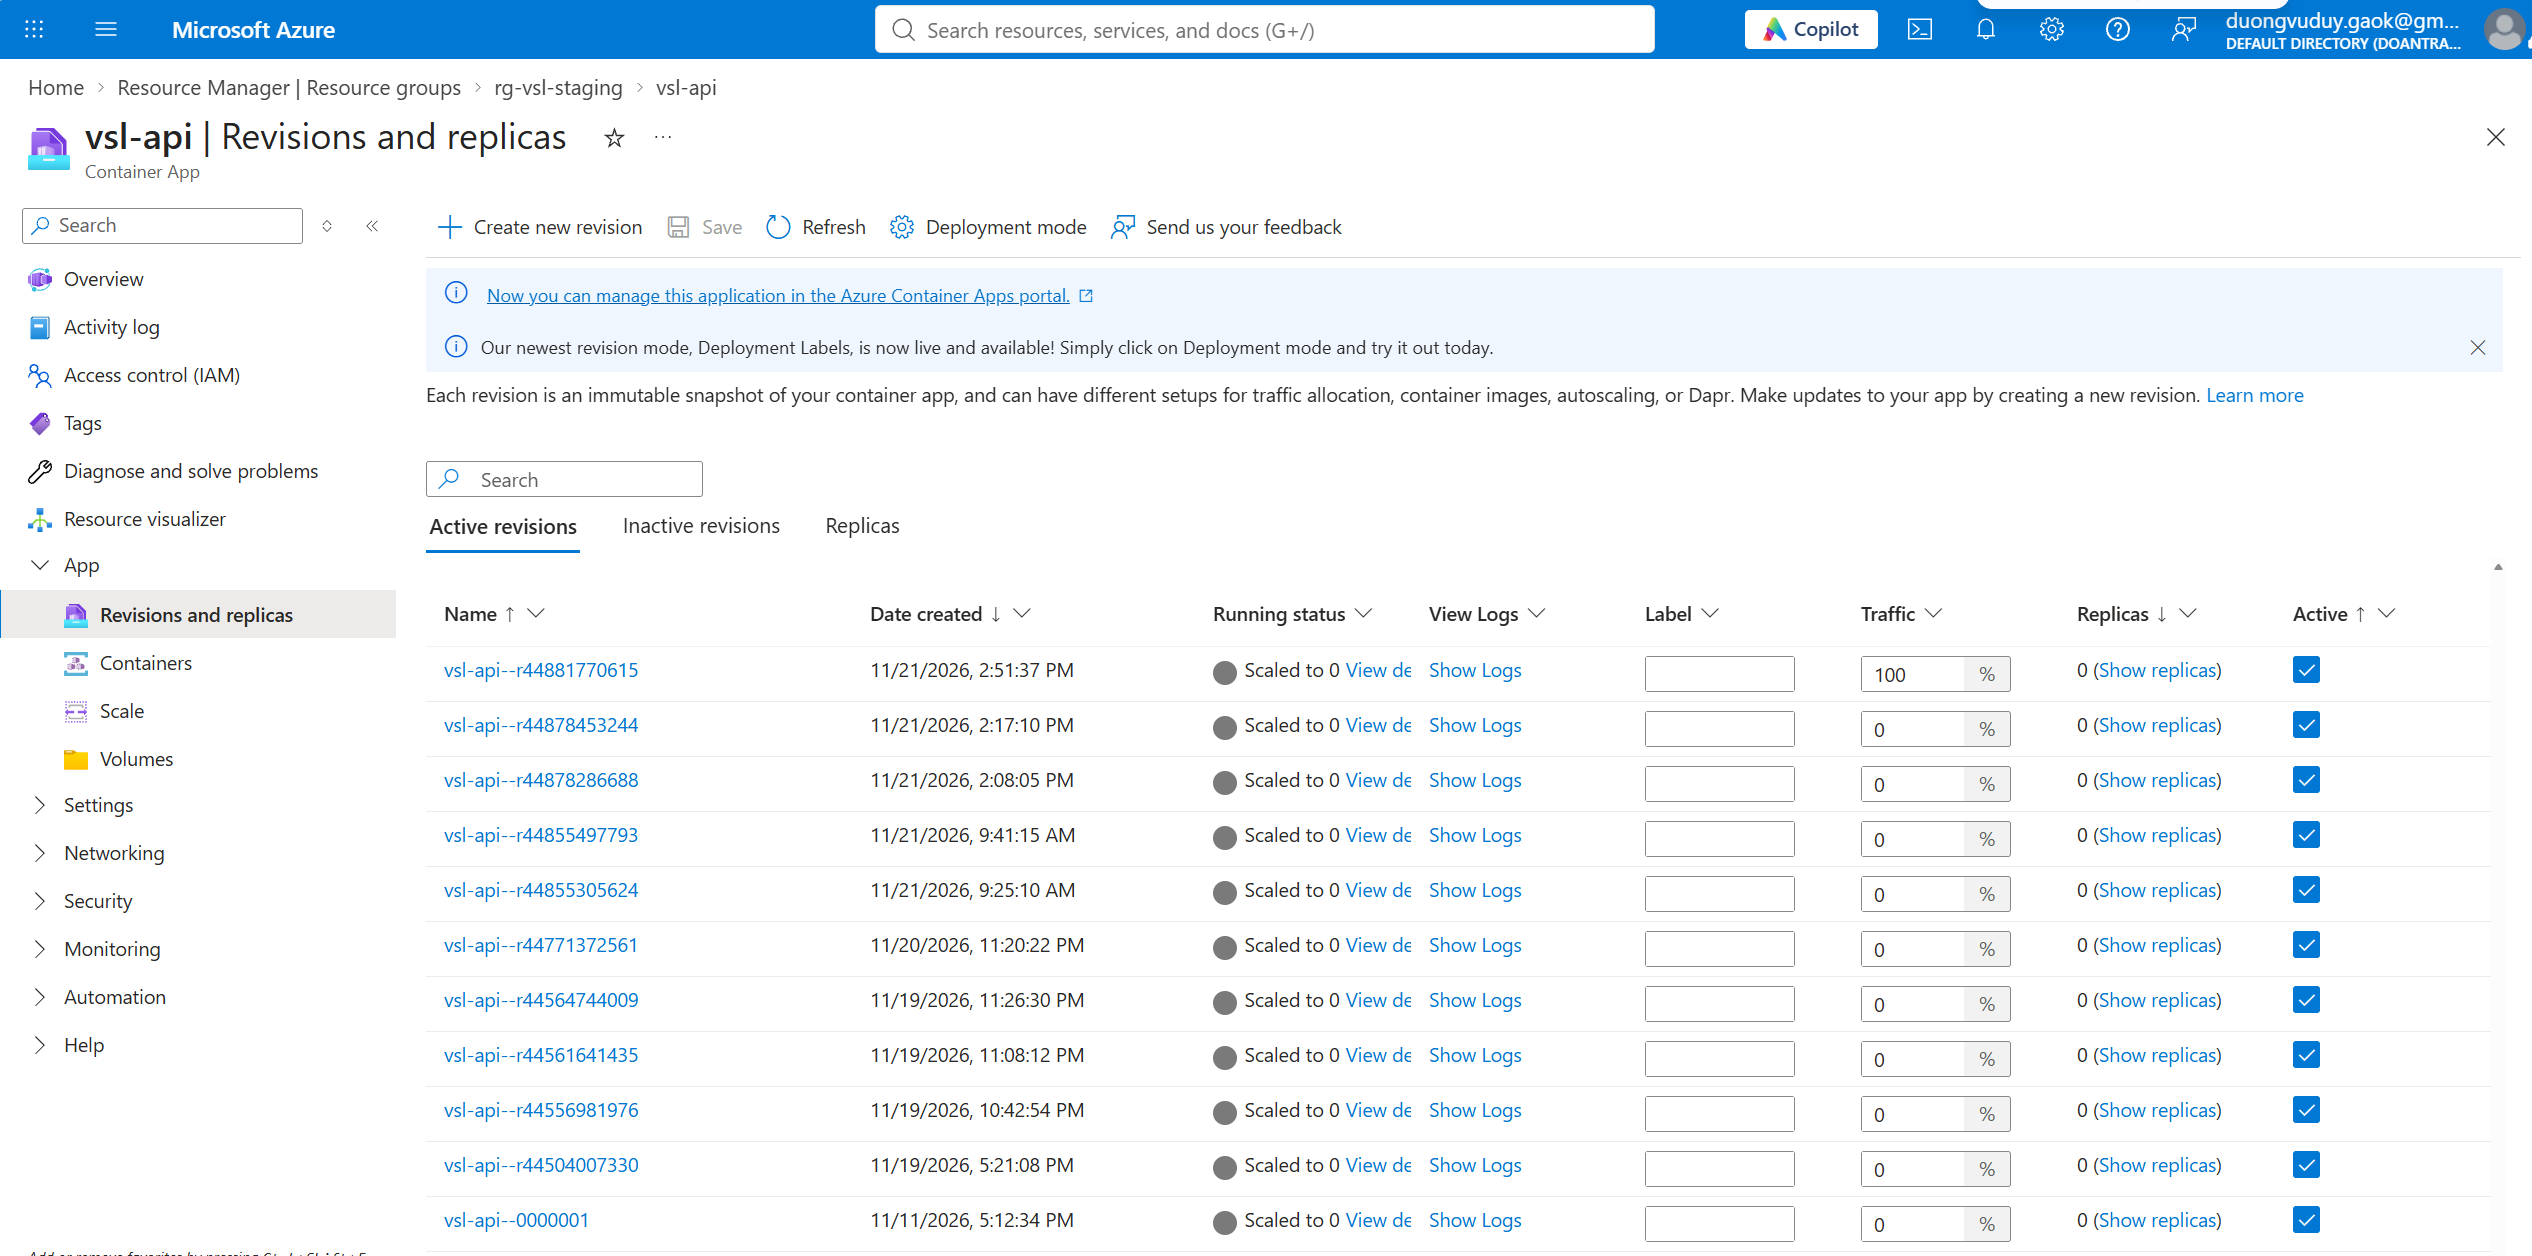 Microsoft Azure
Search resources, services, and docs (G+/)
Copilot
duongvuduy.gaok@gm...
DEFAULT DIRECTORY (DOANTRA...
Home > Resource Manager | Resource groups > rg-vsl-staging > vsl-api
vsl-api | Revisions and replicas
Container App
Search
Overview
Activity log
Access control (IAM)
Tags
Diagnose and solve problems
Resource visualizer
App
Revisions and replicas
Containers
Scale
Volumes
Settings
Networking
Security
Monitoring
Automation
Help
Create new revision Save Refresh Deployment mode Send us your feedback
Now you can manage this application in the Azure Container Apps portal.
Our newest revision mode, Deployment Labels, is now live and available! Simply click on Deployment mode and try it out today.
Each revision is an immutable snapshot of your container app, and can have different setups for traffic allocation, container images, autoscaling, or Dapr. Make updates to your app by creating a new revision. Learn more
Search
Active revisions Inactive revisions Replicas
Name ↑ Date created ↓ Running status View Logs Label Traffic Replicas ↓ Active ↑
vsl-api--r44881770615 11/21/2026, 2:51:37 PM Scaled to 0 View de Show Logs 100 % 0 (Show replicas)
vsl-api--r44878453244 11/21/2026, 2:17:10 PM Scaled to 0 View de Show Logs 0 % 0 (Show replicas)
vsl-api--r44878286688 11/21/2026, 2:08:05 PM Scaled to 0 View de Show Logs 0 % 0 (Show replicas)
vsl-api--r44855497793 11/21/2026, 9:41:15 AM Scaled to 0 View de Show Logs 0 % 0 (Show replicas)
vsl-api--r44855305624 11/21/2026, 9:25:10 AM Scaled to 0 View de Show Logs 0 % 0 (Show replicas)
vsl-api--r44771372561 11/20/2026, 11:20:22 PM Scaled to 0 View de Show Logs 0 % 0 (Show replicas)
vsl-api--r44564744009 11/19/2026, 11:26:30 PM Scaled to 0 View de Show Logs 0 % 0 (Show replicas)
vsl-api--r44561641435 11/19/2026, 11:08:12 PM Scaled to 0 View de Show Logs 0 % 0 (Show replicas)
vsl-api--r44556981976 11/19/2026, 10:42:54 PM Scaled to 0 View de Show Logs 0 % 0 (Show replicas)
vsl-api--r44504007330 11/19/2026, 5:21:08 PM Scaled to 0 View de Show Logs 0 % 0 (Show replicas)
vsl-api--0000001 11/11/2026, 5:12:34 PM Scaled to 0 View de Show Logs 0 % 0 (Show replicas)